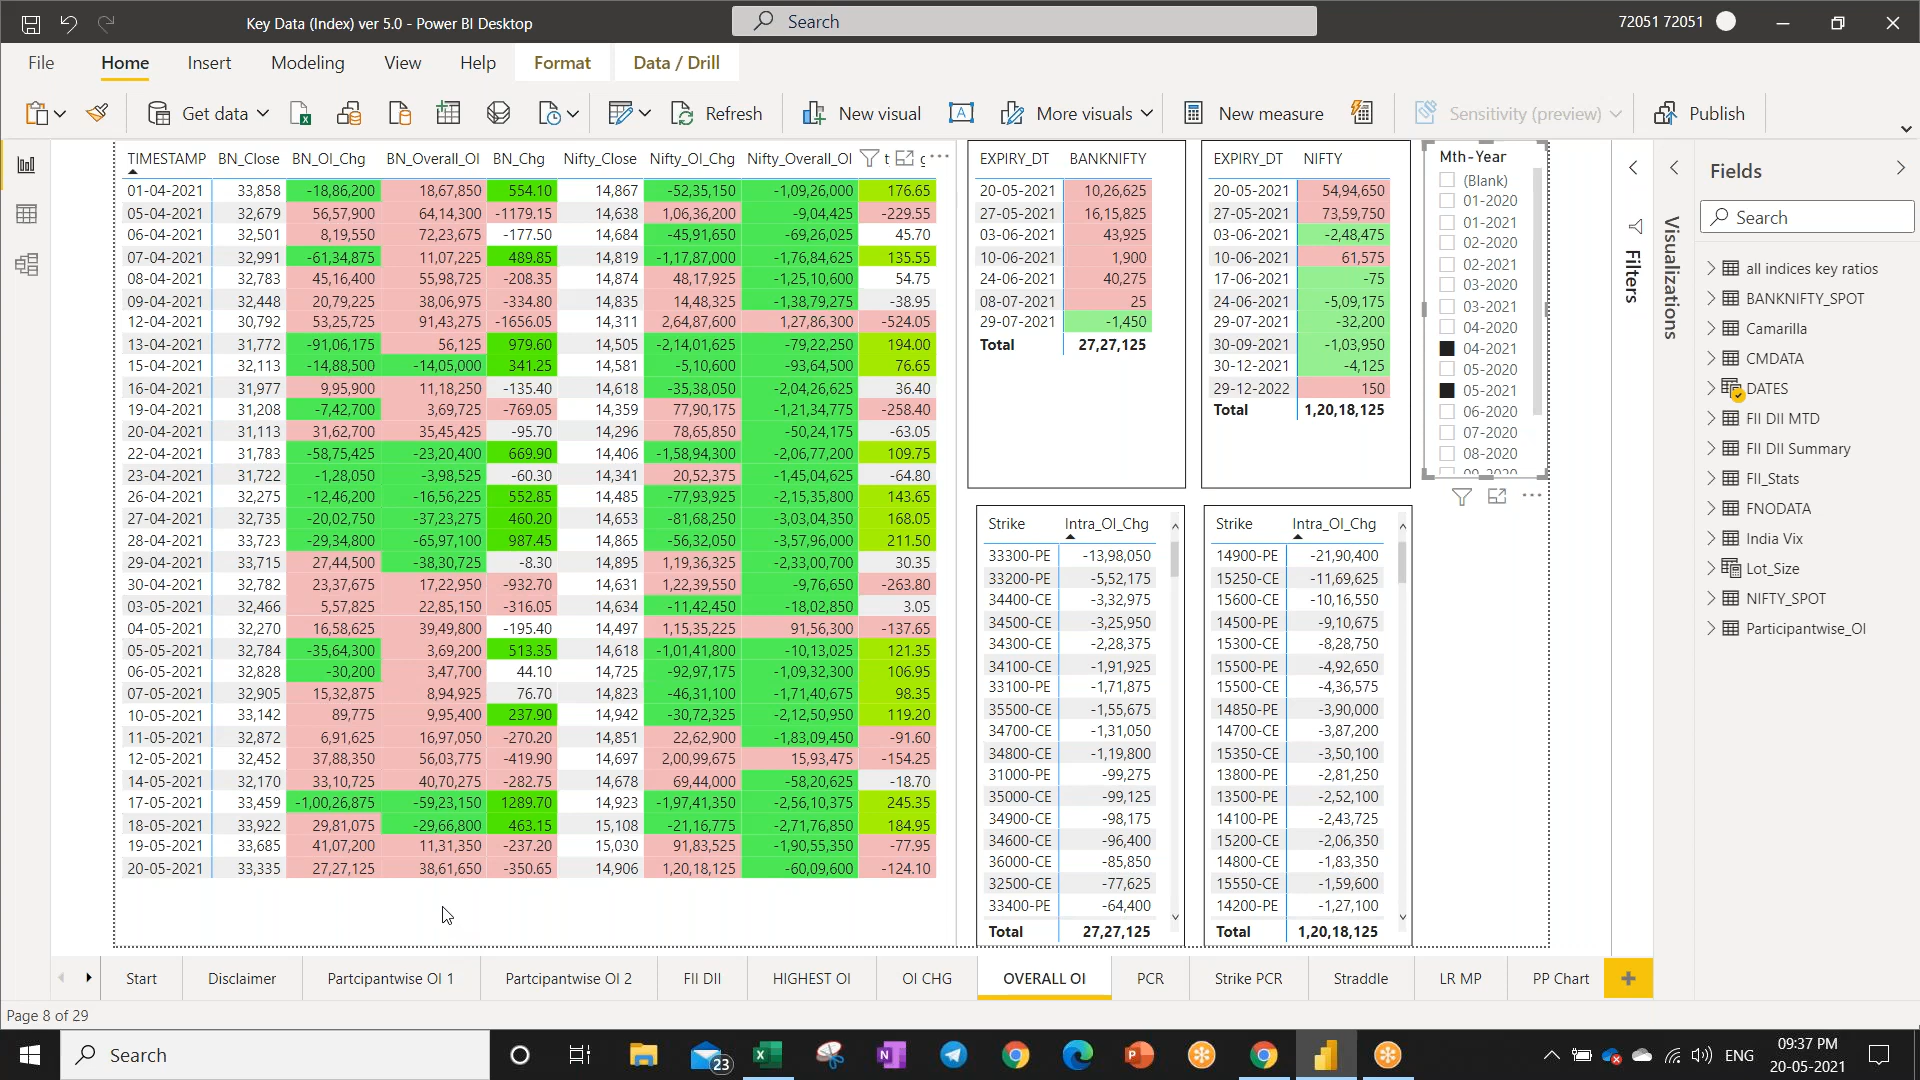 Key Data (Index) ver 5.0 - Power BI Desktop
Search
72051 72051
File Home Insert Modeling View Help Format Data / Drill
Get data Refresh New visual More visuals New measure Sensitivity (preview) Publish
TIMESTAMP BN_Close BN_OI_Chg BN_Overall_OI BN_Chg Nifty_Close Nifty_OI_Chg Nifty_Overall_OI
01-04-2021 33,858 -18,86,200 18,67,850 554.10 14,867 -52,35,150 -1,09,26,000 176.65
05-04-2021 32,679 56,57,900 64,14,300 -1179.15 14,638 1,06,36,200 -9,04,425 -229.55
06-04-2021 32,501 8,19,550 72,23,675 -177.50 14,684 -45,91,650 -69,26,025 45.70
07-04-2021 32,991 -61,34,875 11,07,225 489.85 14,819 -1,17,87,000 -1,76,84,625 135.55
08-04-2021 32,783 45,16,400 55,98,725 -208.35 14,874 48,17,925 -1,25,10,600 54.75
09-04-2021 32,448 20,79,225 38,06,975 -334.80 14,835 14,48,325 -1,38,79,275 -38.95
12-04-2021 30,792 53,25,725 91,43,275 -1656.05 14,311 2,64,87,600 1,27,86,300 -524.05
13-04-2021 31,772 -91,06,175 56,125 979.60 14,505 -2,14,01,625 -79,22,250 194.00
15-04-2021 32,113 -14,88,500 -14,05,000 341.25 14,581 -5,10,600 -93,64,500 76.65
16-04-2021 31,977 9,95,900 11,18,250 -135.40 14,618 -35,38,050 -2,04,26,625 36.40
19-04-2021 31,208 -7,42,700 3,69,725 -769.05 14,359 77,90,175 -1,21,34,775 -258.40
20-04-2021 31,113 31,62,700 35,45,425 -95.70 14,296 78,65,850 -50,24,175 -63.05
22-04-2021 31,783 -58,75,425 -23,20,400 669.90 14,406 -1,58,94,300 -2,06,77,200 109.75
23-04-2021 31,722 -1,28,050 -3,98,525 -60.30 14,341 20,52,375 -1,45,04,625 -64.80
26-04-2021 32,275 -12,46,200 -16,56,225 552.85 14,485 -77,93,925 -2,15,35,800 143.65
27-04-2021 32,735 -20,02,750 -37,23,275 460.20 14,653 -81,68,250 -3,03,04,350 168.05
28-04-2021 33,723 -29,34,800 -65,97,100 987.45 14,865 -56,32,050 -3,57,96,000 211.50
29-04-2021 33,715 27,44,500 -38,30,725 -8.30 14,895 1,19,36,325 -2,33,00,700 30.35
30-04-2021 32,782 23,37,675 17,22,950 -932.70 14,631 1,22,39,550 -9,76,650 -263.80
03-05-2021 32,466 5,57,825 22,85,150 -316.05 14,634 -11,42,450 -18,02,850 3.05
04-05-2021 32,270 16,58,625 39,49,800 -195.40 14,497 1,15,35,225 91,56,300 -137.65
05-05-2021 32,784 -35,64,300 3,69,200 513.35 14,618 -1,01,41,800 -10,13,025 121.35
06-05-2021 32,828 -30,200 3,47,700 44.10 14,725 -92,97,175 -1,09,32,300 106.95
07-05-2021 32,905 15,32,875 8,94,925 76.70 14,823 -46,31,100 -1,71,40,675 98.35
10-05-2021 33,142 89,775 9,95,400 237.90 14,942 -30,72,325 -2,12,50,950 119.20
11-05-2021 32,872 6,91,625 16,97,050 -270.20 14,851 22,62,900 -1,83,09,450 -91.60
12-05-2021 32,452 37,88,350 56,03,775 -419.90 14,697 2,00,99,675 15,93,475 -154.25
14-05-2021 32,170 33,10,725 40,70,275 -282.75 14,678 69,44,000 -58,20,625 -18.70
17-05-2021 33,459 -1,00,26,875 -59,23,150 1289.70 14,923 -1,97,41,350 -2,56,10,375 245.35
18-05-2021 33,922 29,81,075 -29,66,800 463.15 15,108 -21,16,775 -2,71,76,850 184.95
19-05-2021 33,685 41,07,200 11,31,350 -237.20 15,030 91,83,525 -1,90,55,350 -77.95
20-05-2021 33,335 27,27,125 38,61,650 -350.65 14,906 1,20,18,125 -60,09,600 -124.10
EXPIRY_DT BANKNIFTY
20-05-2021 10,26,625
27-05-2021 16,15,825
03-06-2021 43,925
10-06-2021 1,900
24-06-2021 40,275
08-07-2021 25
29-07-2021 -1,450
Total 27,27,125
EXPIRY_DT NIFTY
20-05-2021 54,94,650
27-05-2021 73,59,750
03-06-2021 -2,48,475
10-06-2021 61,575
17-06-2021 -75
24-06-2021 -5,09,175
29-07-2021 -32,200
30-09-2021 -1,03,950
30-12-2021 -4,125
29-12-2022 150
Total 1,20,18,125
Mth-Year
(Blank)
01-2020
01-2021
02-2020
02-2021
03-2020
03-2021
04-2020
04-2021
05-2020
05-2021
06-2020
07-2020
08-2020
09-2020
Strike Intra_OI_Chg
33300-PE -13,98,050
33200-PE -5,52,175
34400-CE -3,32,975
34500-CE -3,25,950
34300-CE -2,28,375
34100-CE -1,91,925
33100-PE -1,71,875
35500-CE -1,55,675
34700-CE -1,31,050
34800-CE -1,19,800
31000-PE -99,275
35000-CE -99,125
34900-CE -98,175
34600-CE -96,400
36000-CE -85,850
32500-CE -77,625
33400-PE -64,400
Total 27,27,125
Strike Intra_OI_Chg
14900-PE -21,90,400
15250-CE -11,69,625
15600-CE -10,16,550
14500-PE -9,10,675
15300-CE -8,28,750
15500-PE -4,92,650
15500-CE -4,36,575
14850-PE -3,90,000
14700-CE -3,87,200
15350-CE -3,50,100
13800-PE -2,81,250
13500-PE -2,52,100
14100-PE -2,43,725
15200-CE -2,06,350
14800-CE -1,83,350
15550-CE -1,59,600
14200-PE -1,27,100
Total 1,20,18,125
Filters
Visualizations
Fields
Search
all indices key ratios
BANKNIFTY_SPOT
Camarilla
CMDATA
DATES
FII DII MTD
FII DII Summary
FII_Stats
FNODATA
India Vix
Lot_Size
NIFTY_SPOT
Participantwise_OI
Start Disclaimer Partcipantwise OI 1 Partcipantwise OI 2 FII DII HIGHEST OI OI CHG OVERALL OI PCR Strike PCR Straddle LR MP PP Chart
Page 8 of 29
Search
23
ENG
09:37 PM
20-05-2021